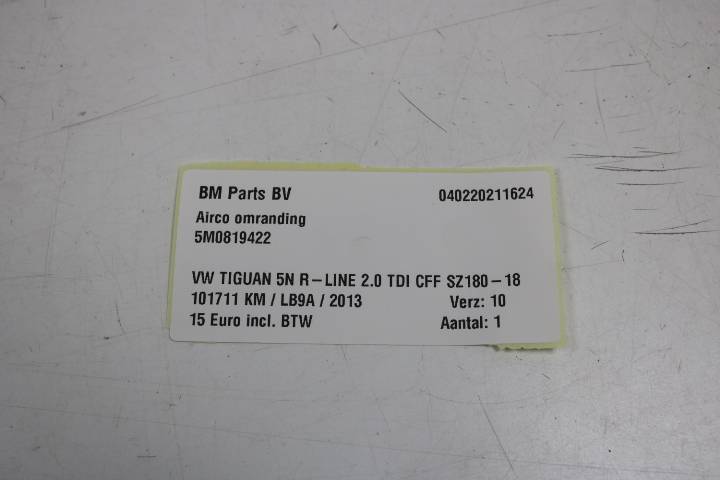 BM Parts BV 040220211624
Airco omranding
5M0819422
VW TIGUAN 5N R-LINE 2.0 TDI CFF SZ180-18
101711 KM / LB9A / 2013 Verz: 10
15 Euro incl. BTW Aantal: 1